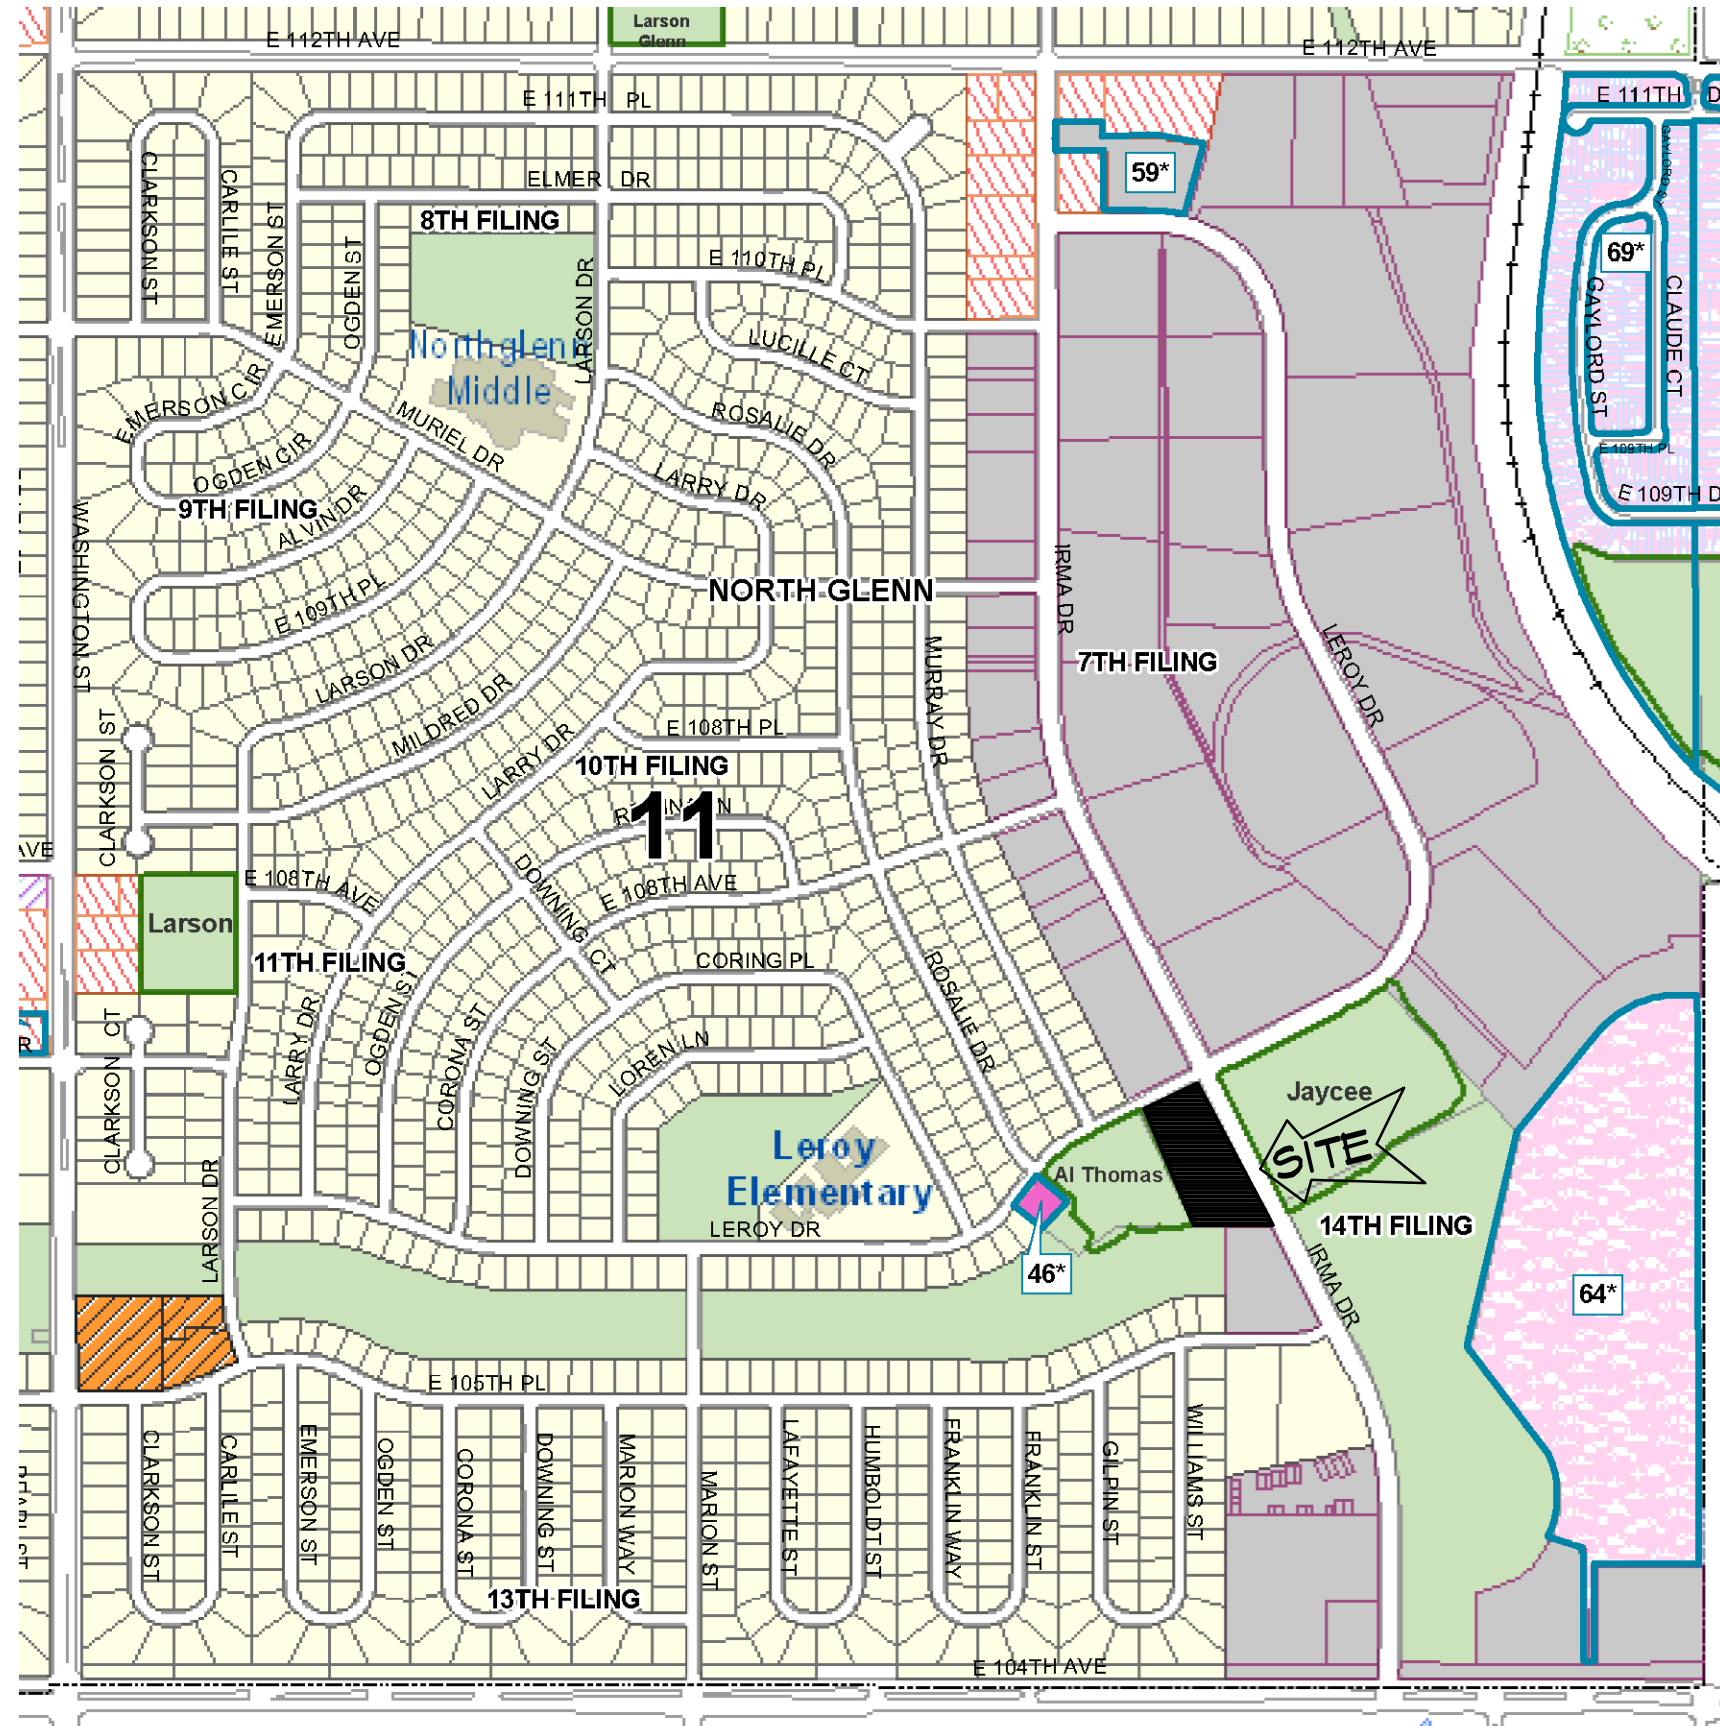 Larson
Glenn
E 112TH AVE
E 112TH AVE
E 111TH PL
E 111TH D
CLARKSON ST
CARLILE ST
EMERSON ST
OGDEN ST
ELMER DR
8TH FILING
59*
GAYLORD ST
69*
GAYLORD ST
CLAUDE CT
E 110TH PL
LARSON DR
Northglenn
Middle
LUCILLE CT
EMERSON CIR
MURIEL DR
ROSALIE DR
OGDEN CIR
LARRY DR
E 109TH PL
E 109TH D
9TH FILING
ALVIN DR
WASHINGTON ST
E 109TH PL
NORTH GLENN
IRMA DR
LARSON DR
MURRAY DR
7TH FILING
LEROY DR
MILDRED DR
CLARKSON ST
LARRY DR
E 108TH PL
10TH FILING
11
AVE
E 108TH AVE
DOWNING CT
E 108TH AVE
Larson
11TH FILING
CORING PL
ROSALIE DR
OGDEN ST
LARRY DR
CORONA ST
DOWNING ST
LOREN LN
CLARKSON CT
R
Jaycee
SITE
Leroy
Elementary
Al Thomas
LARSON DR
LEROY DR
14TH FILING
46*
IRMA DR
64*
E 105TH PL
CLARKSON ST
CARLILE ST
EMERSON ST
OGDEN ST
CORONA ST
DOWNING ST
MARION WAY
MARION ST
LAFAYETTE ST
HUMBOLDT ST
FRANKLIN WAY
FRANKLIN ST
GILPIN ST
WILLIAMS ST
13TH FILING
E 104TH AVE